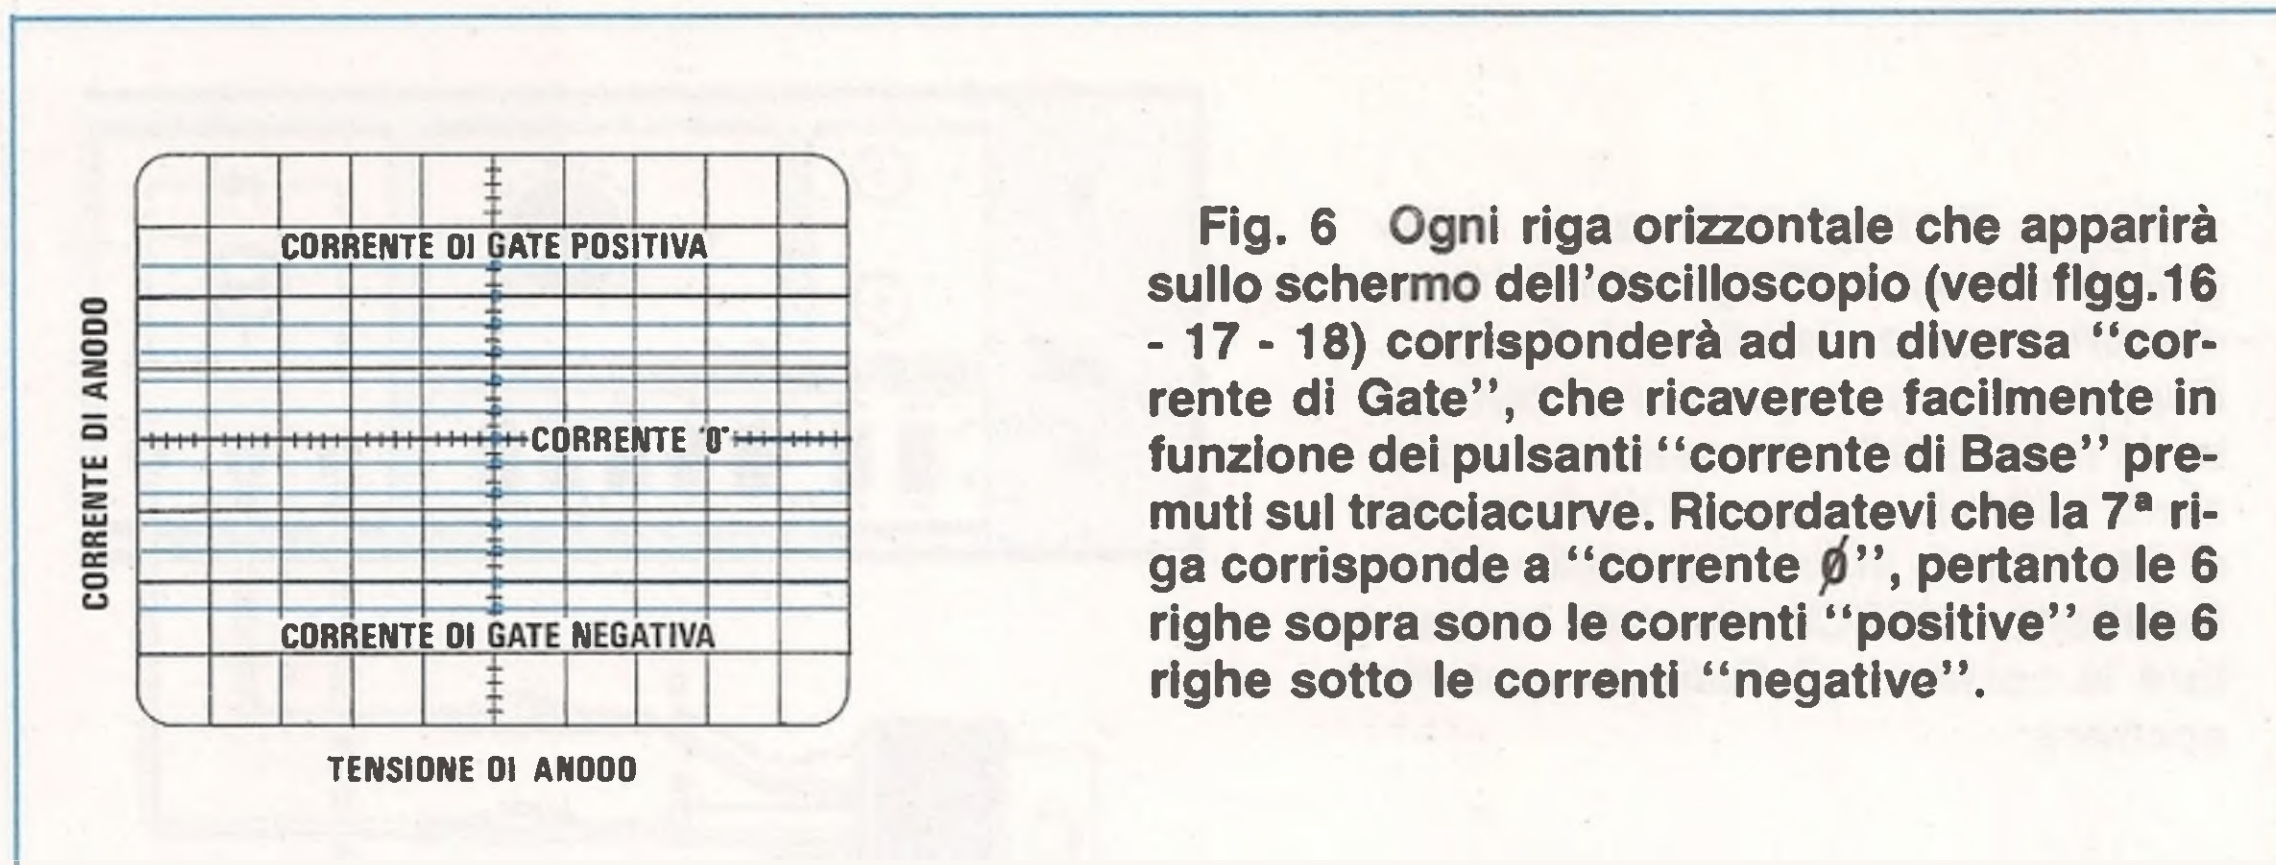 CORRENTE DI GATE POSITIVA
CORRENTE DI ANODO
CORRENTE "0"
CORRENTE DI GATE NEGATIVA
TENSIONE DI ANODO
Fig. 6 Ogni riga orizzontale che apparirà
sullo schermo dell'oscilloscopio (vedi figg.16
- 17 - 18) corrisponderà ad un diversa "cor-
rente di Gate", che ricaverete facilmente in
funzione dei pulsanti "corrente di Base" pre-
muti sul tracciacurve. Ricordatevi che la 7ª ri-
ga corrisponde a "corrente Ø", pertanto le 6
righe sopra sono le correnti "positive" e le 6
righe sotto le correnti "negative".